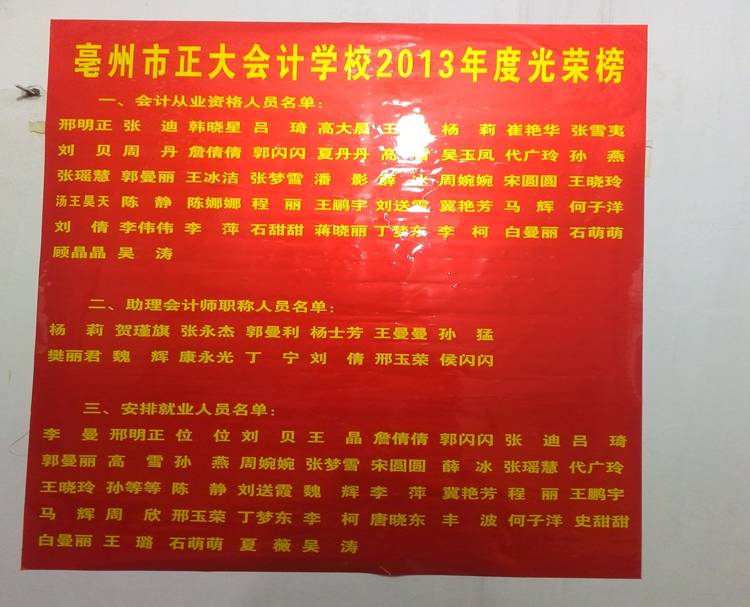 亳州市正大会计学校2013年度光荣榜
一、会计从业资格人员名单:
邢明正 张 迪 韩晓星 吕 琦 高大晨 王 杨 莉 崔艳华 张雪夷
刘 贝 周 丹 詹倩倩 郭闪闪 夏丹丹 高 雪 吴玉凤 代广玲 孙 燕
张瑶慧 郭曼丽 王冰洁 张梦雪 潘 影 薛 冰 周婉婉 宋圆圆 王晓玲
汤王昊天 陈 静 陈娜娜 程 丽 王鹏宇 刘送霞 冀艳芳 马 辉 何子洋
刘 倩 李伟伟 李 萍 石甜甜 蒋晓丽 丁梦东 李 柯 白曼丽 石萌萌
顾晶晶 吴 涛
二、助理会计师职称人员名单:
杨 莉 贺瑾旗 张永杰 郭曼利 杨士芳 王曼曼 孙 猛
樊丽君 魏 辉 康永光 丁 宁 刘 倩 邢玉荣 侯闪闪
三、安排就业人员名单:
李 曼 邢明正 位 位 刘 贝 王 晶 詹倩倩 郭闪闪 张 迪 吕 琦
郭曼丽 高 雪 孙 燕 周婉婉 张梦雪 宋圆圆 薛 冰 张瑶慧 代广玲
王晓玲 孙等等 陈 静 刘送霞 魏 辉 李 萍 冀艳芳 程 丽 王鹏宇
马 辉 周 欣 邢玉荣 丁梦东 李 柯 唐晓东 丰 波 何子洋 史甜甜
白曼丽 王 璐 石萌萌 夏 薇 吴 涛